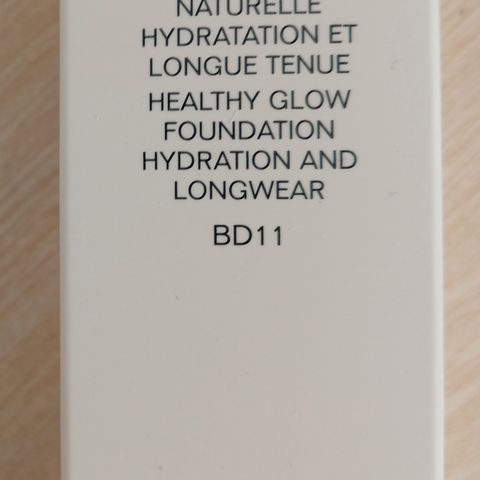 NATURELLE
HYDRATATION ET
LONGUE TENUE
HEALTHY GLOW
FOUNDATION
HYDRATION AND
LONGWEAR
BD11